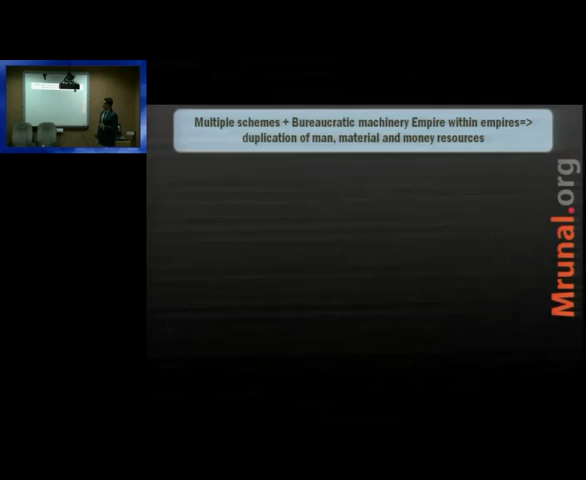 Multiple schemes + Bureaucratic machinery Empire within empires=>
duplication of man, material and money resources
Mrunal.org